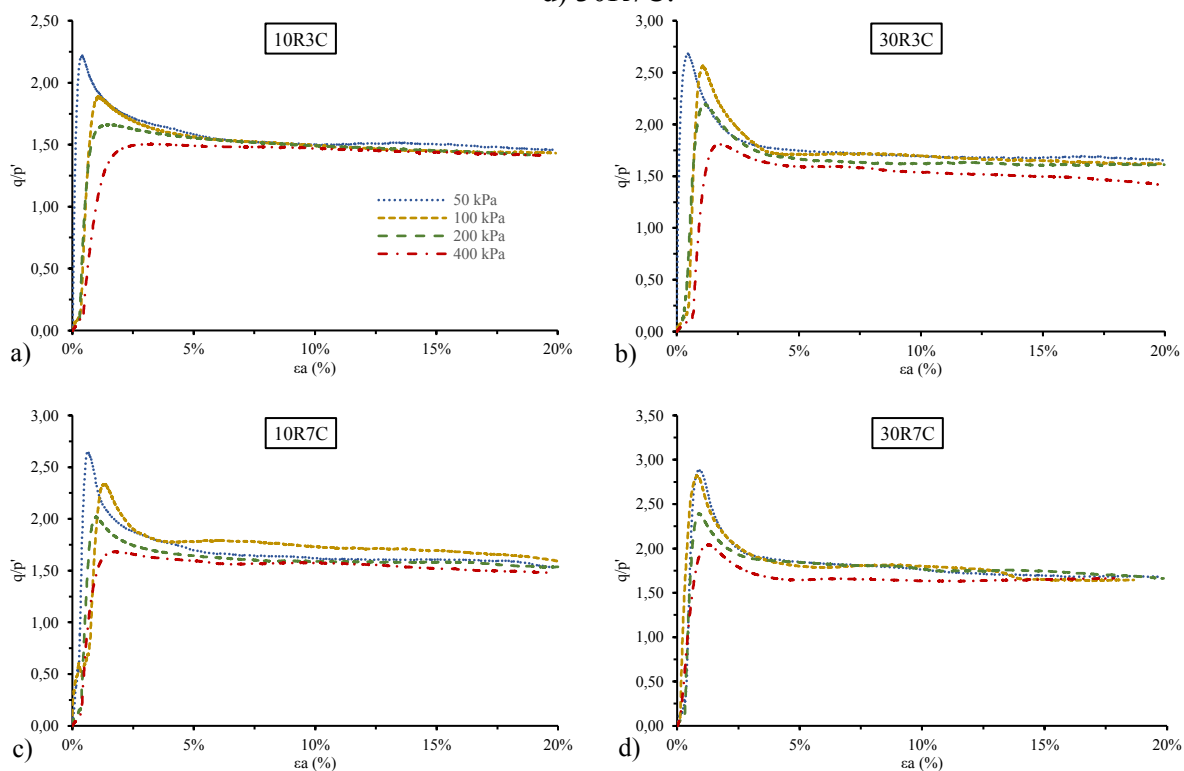 d) 30R7C.
2,50
2,00
1,50
1,00
0,50
0,00
q/p'
10R3C
50 kPa
100 kPa
200 kPa
400 kPa
0% 5% 10% 15% 20%
εa (%)
a)
3,00
2,50
2,00
1,50
1,00
0,50
0,00
q/p'
30R3C
0% 5% 10% 15% 20%
εa (%)
b)
3,00
2,50
2,00
1,50
1,00
0,50
0,00
q/p'
10R7C
0% 5% 10% 15% 20%
εa (%)
c)
3,50
3,00
2,50
2,00
1,50
1,00
0,50
0,00
q/p'
30R7C
0% 5% 10% 15% 20%
εa (%)
d)